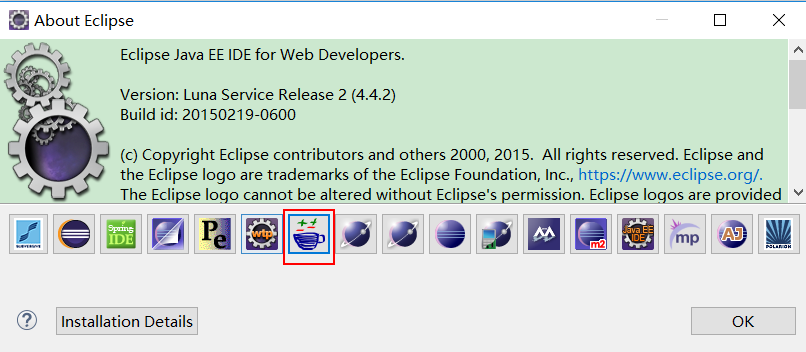 About Eclipse
Eclipse Java EE IDE for Web Developers.
Version: Luna Service Release 2 (4.4.2)
Build id: 20150219-0600
(c) Copyright Eclipse contributors and others 2000, 2015.  All rights reserved. Eclipse and
the Eclipse logo are trademarks of the Eclipse Foundation, Inc., https://www.eclipse.org/.
The Eclipse logo cannot be altered without Eclipse's permission. Eclipse logos are provided
SUBVERSIVE Spring IDE Pe wtp m2 Java EE IDE mp AJ POLARION
? Installation Details OK